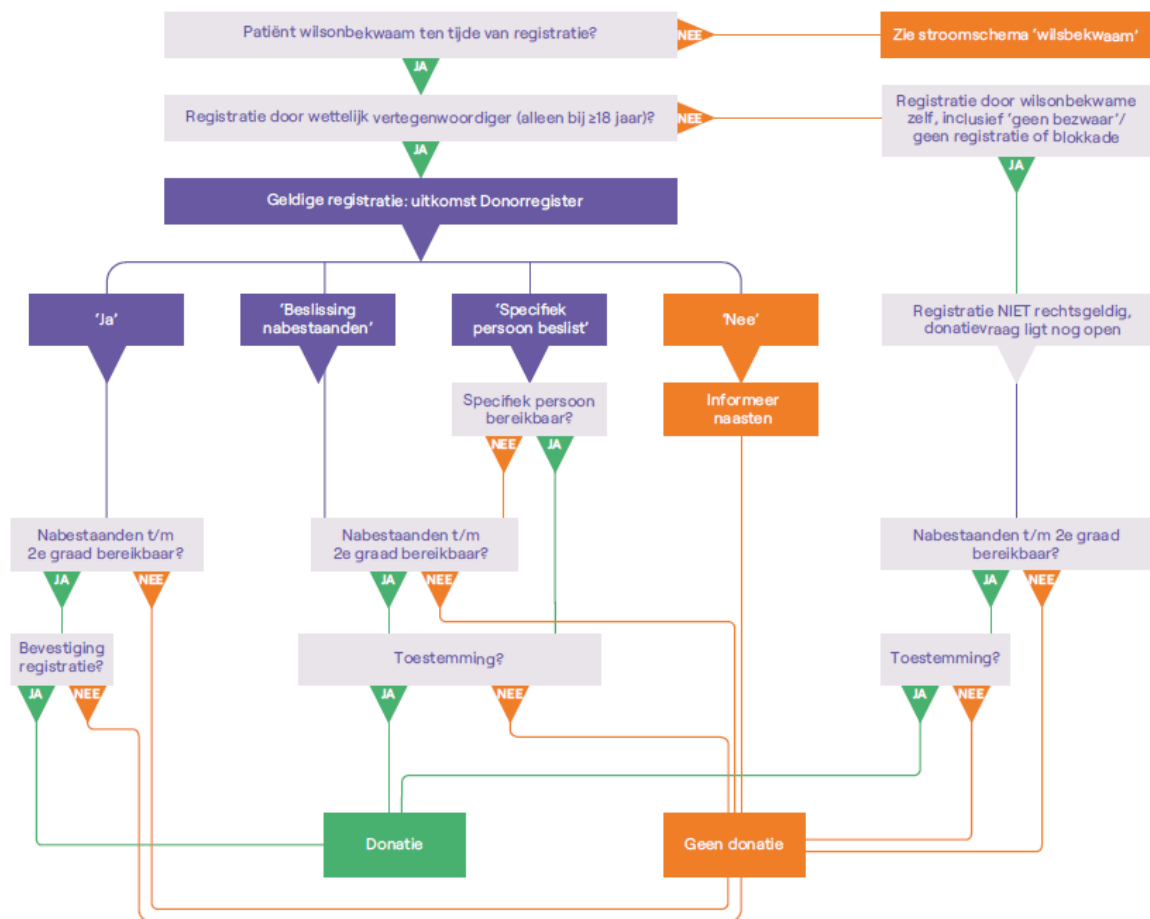 Patiënt wilsonbekwaam ten tijde van registratie?
NEE
Zie stroomschema ‘wilsbekwaam’
JA
Registratie door wettelijk vertegenwoordiger (alleen bij ≥18 jaar)?
NEE
Registratie door wilsonbekwame
zelf, inclusief ‘geen bezwaar’/
geen registratie of blokkade
JA
JA
Geldige registratie: uitkomst Donorregister
‘Ja’
‘Beslissing
nabestaanden’
‘Specifiek
persoon beslist’
‘Nee’
Registratie NIET rechtsgeldig,
donatievraag ligt nog open
Specifiek persoon
bereikbaar?
Informeer
naasten
NEE
JA
Nabestaanden t/m
2e graad bereikbaar?
Nabestaanden t/m
2e graad bereikbaar?
Nabestaanden t/m 2e graad
bereikbaar?
JA
NEE
JA
NEE
JA
NEE
Bevestiging
registratie?
Toestemming?
Toestemming?
JA
NEE
JA
NEE
JA
NEE
Donatie
Geen donatie